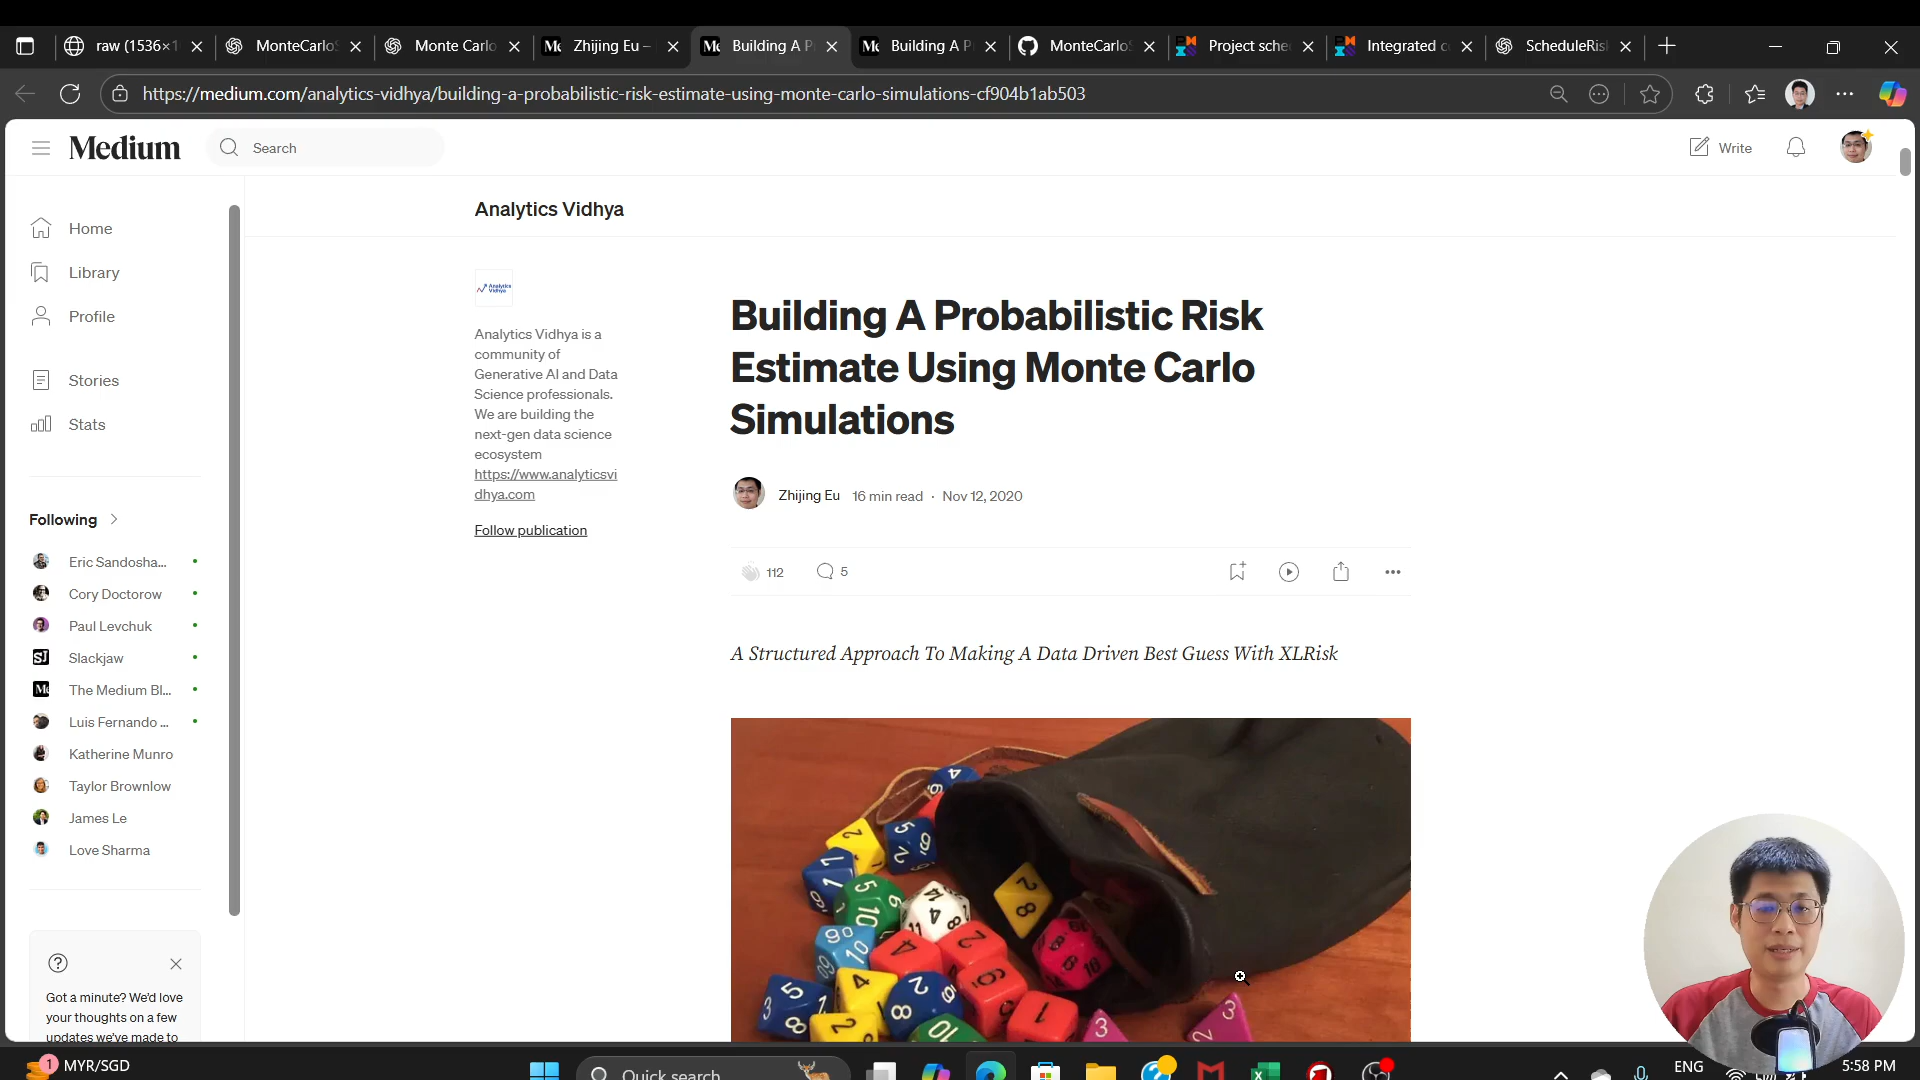 raw (1536×1
MonteCarloS
Monte Carlo
Zhijing Eu –
Building A P
Building A P
MonteCarloS
Project sche
Integrated c
ScheduleRis
https://medium.com/analytics-vidhya/building-a-probabilistic-risk-estimate-using-monte-carlo-simulations-cf904b1ab503
Medium
Search
Write
Home
Library
Profile
Stories
Stats
Following
Eric Sandosha...
Cory Doctorow
Paul Levchuk
Slackjaw
The Medium Bl...
Luis Fernando ...
Katherine Munro
Taylor Brownlow
James Le
Love Sharma
Got a minute? We'd love
your thoughts on a few
updates we've made to
Analytics Vidhya
Analytics
Vidhya
Analytics Vidhya is a
community of
Generative AI and Data
Science professionals.
We are building the
next-gen data science
ecosystem
https://www.analyticsvi
dhya.com
Follow publication
Building A Probabilistic Risk
Estimate Using Monte Carlo
Simulations
Zhijing Eu 16 min read · Nov 12, 2020
112 5
A Structured Approach To Making A Data Driven Best Guess With XLRisk
1 MYR/SGD
Quick search
ENG
5:58 PM